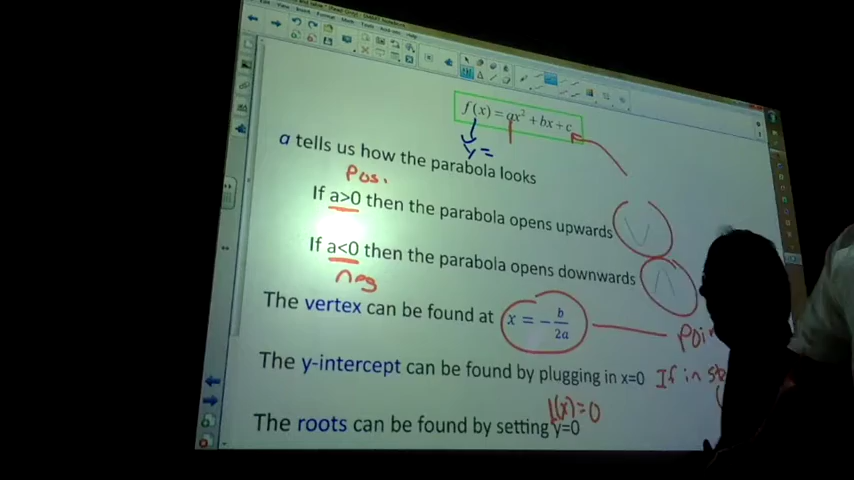 f(x) = ax² + bx + c
y =
a tells us how the parabola looks
Pos.
If a>0 then the parabola opens upwards
If a<0 then the parabola opens downwards
neg
The vertex can be found at x = - b/2a
The y-intercept can be found by plugging in x=0 If in
f(x)=0
The roots can be found by setting y=0